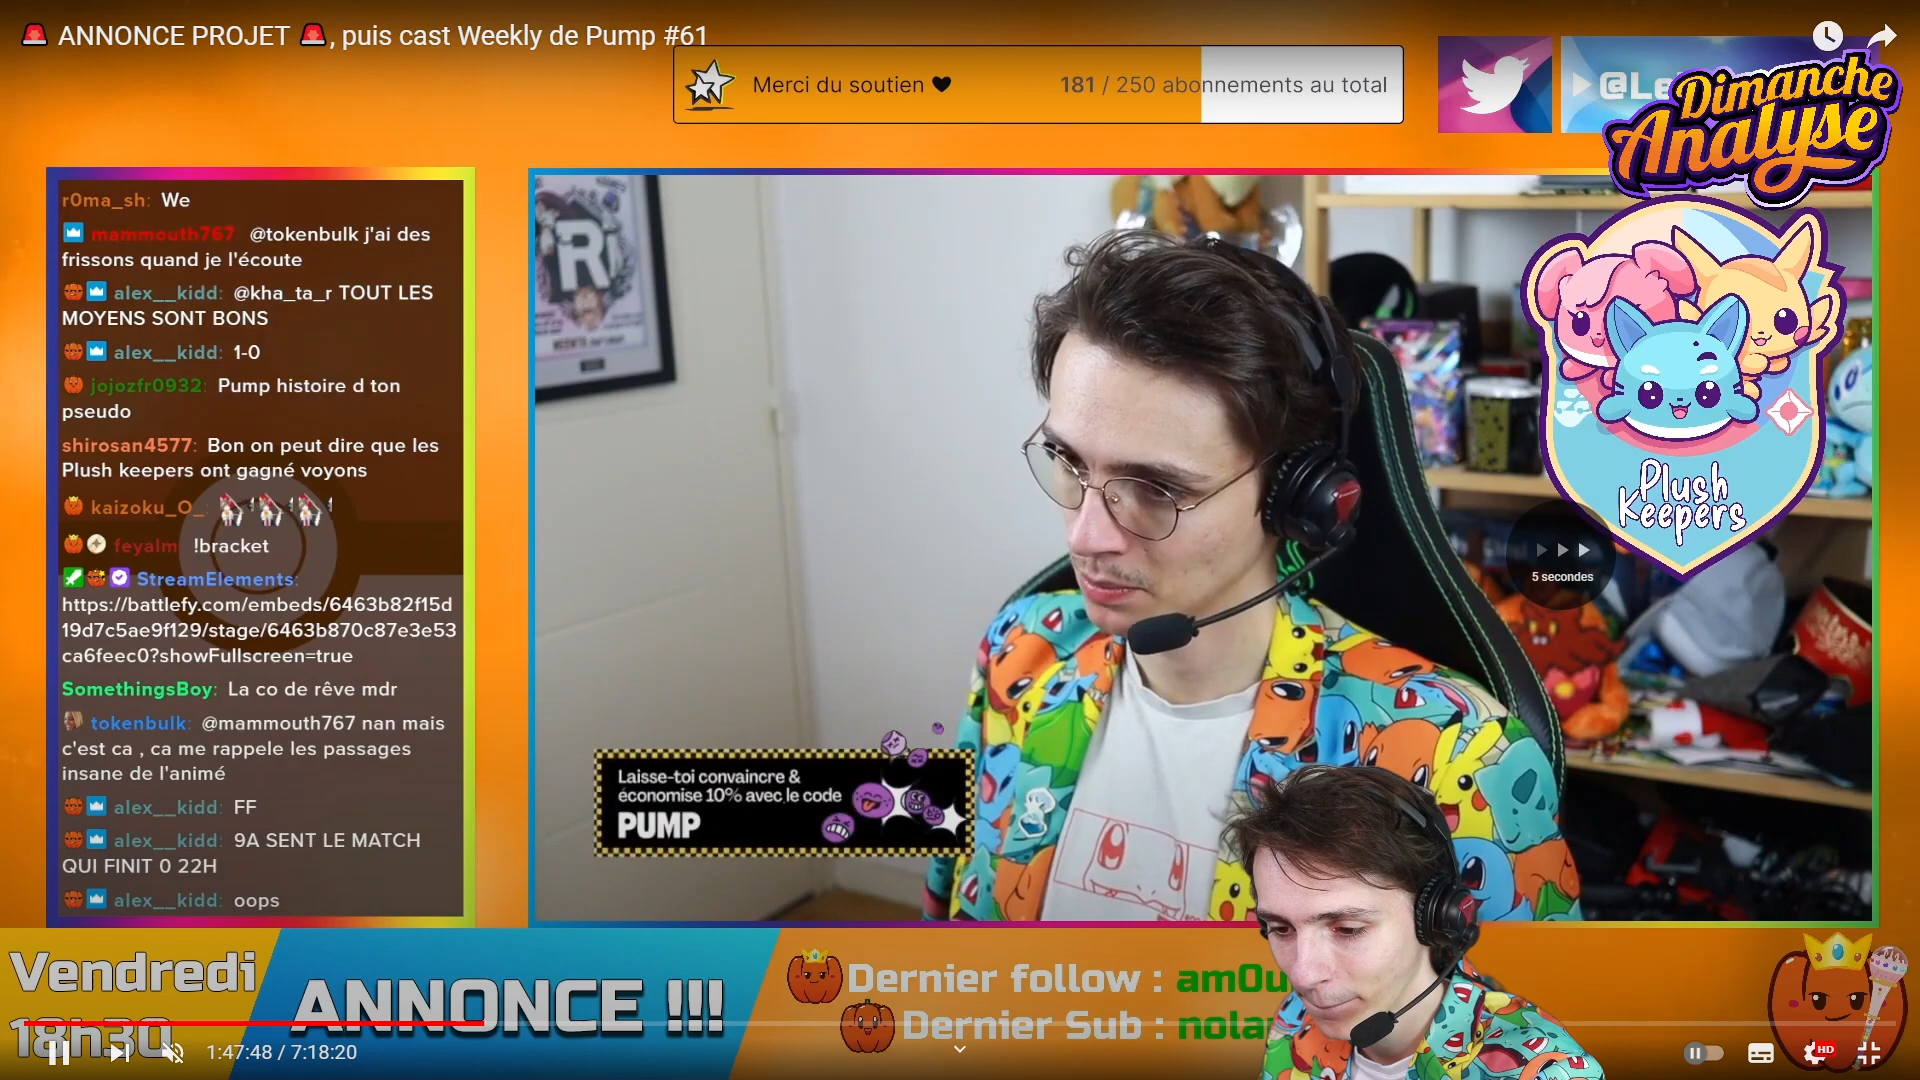 🚨 ANNONCE PROJET 🚨, puis cast Weekly de Pump #61
Merci du soutien 🖤
181 / 250 abonnements au total
Dimanche
Analyse
r0ma_sh: We
mammouth767: @tokenbulk j'ai des
frissons quand je l'écoute
alex__kidd: @kha_ta_r TOUT LES
MOYENS SONT BONS
alex__kidd: 1-0
jojozfr0932: Pump histoire d ton
pseudo
shirosan4577: Bon on peut dire que les
Plush keepers ont gagné voyons
kaizoku_O_:
feyalm !bracket
StreamElements:
https://battlefy.com/embeds/6463b82f15d
19d7c5ae9f129/stage/6463b870c87e3e53
ca6feec0?showFullscreen=true
SomethingsBoy: La co de rêve mdr
tokenbulk: @mammouth767 nan mais
c'est ca , ca me rappele les passages
insane de l'animé
alex__kidd: FF
alex__kidd: 9A SENT LE MATCH
QUI FINIT 0 22H
alex__kidd: oops
Plush
Keepers
5 secondes
Laisse-toi convaincre &
économise 10% avec le code
PUMP
Vendredi
18h30
ANNONCE !!!
Dernier follow : am0u
Dernier Sub : nola
1:47:48 / 7:18:20
HD